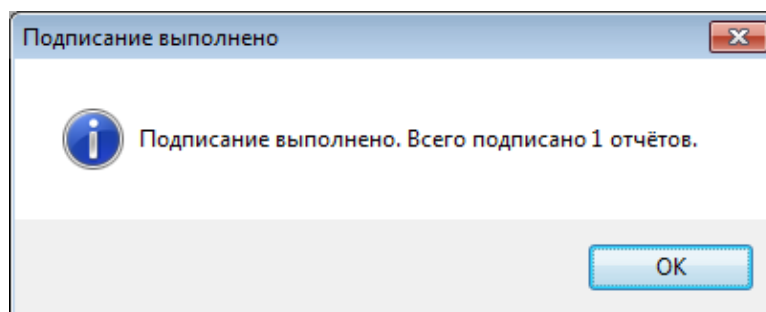 Подписание выполнено
Подписание выполнено. Всего подписано 1 отчётов.
OK